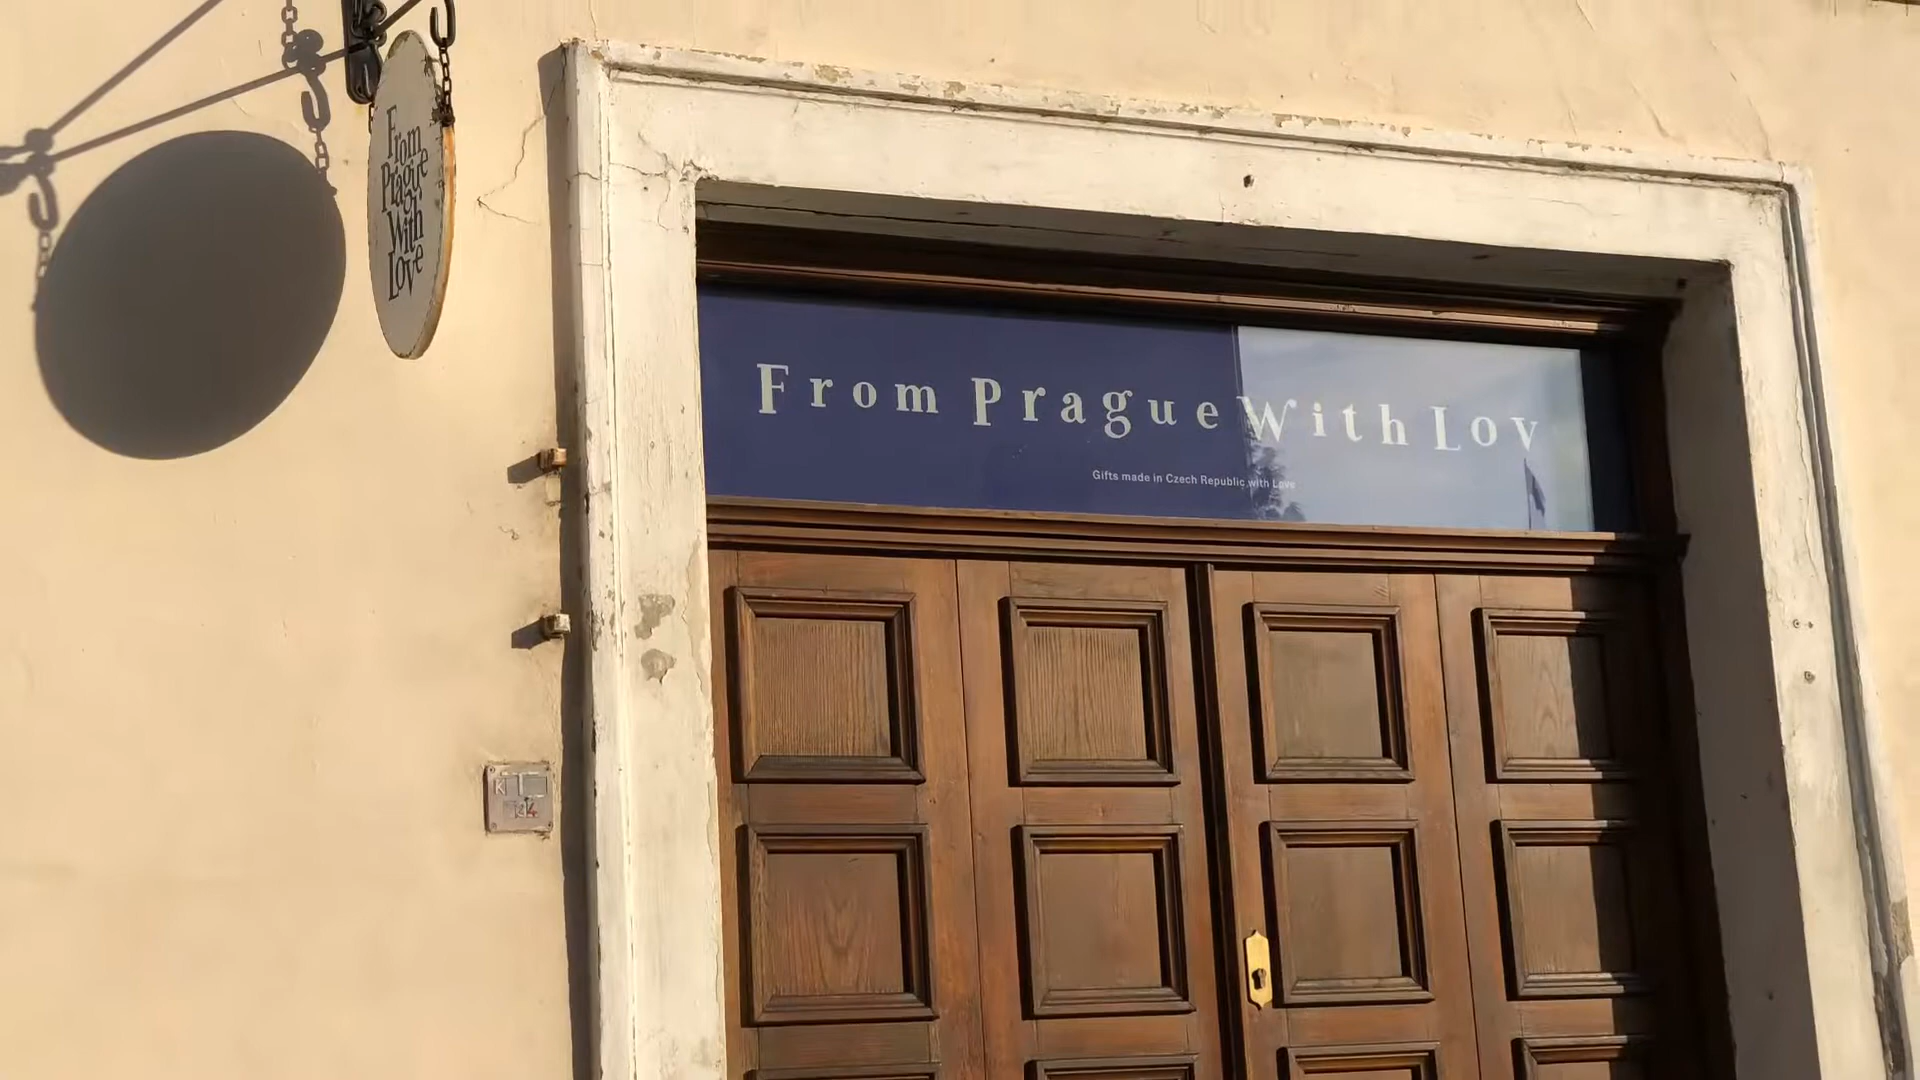 From
Prague
With
Love
From Prague With Lov
Gifts made in Czech Republic with Love